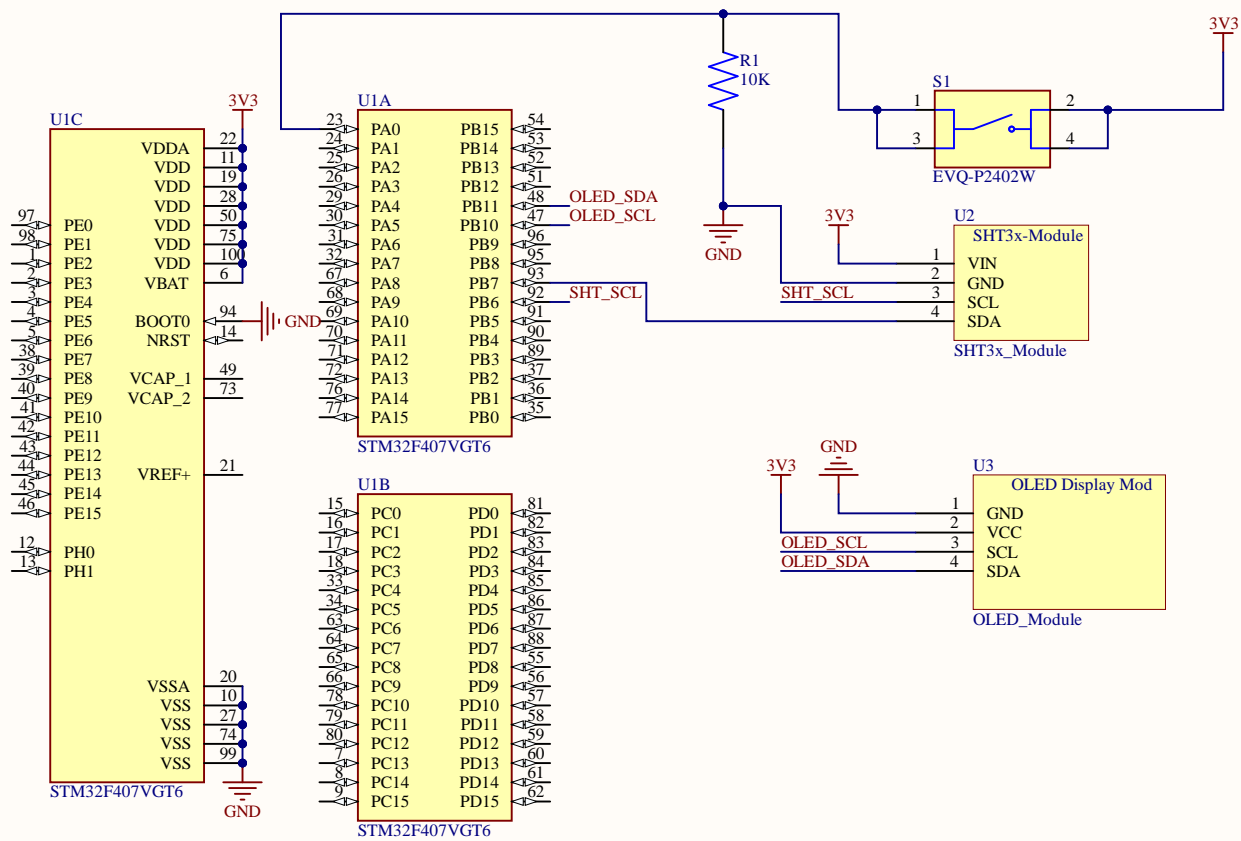 3V3
R1
10K
S1
1
2
3
4
EVQ-P2402W
U1C
3V3
VDDA 22
VDD 11
VDD 19
VDD 28
97 PE0 VDD 50
98 PE1 VDD 75
1 PE2 VDD 100
2 PE3 VBAT 6
3 PE4
4 PE5 BOOT0 94 GND
5 PE6 NRST 14
38 PE7
39 PE8 VCAP_1 49
40 PE9 VCAP_2 73
41 PE10
42 PE11
43 PE12
44 PE13 VREF+ 21
45 PE14
46 PE15
12 PH0
13 PH1
VSSA 20
VSS 10
VSS 27
VSS 74
VSS 99
STM32F407VGT6
GND
U1A
23 PA0 PB15 54
24 PA1 PB14 53
25 PA2 PB13 52
26 PA3 PB12 51
29 PA4 PB11 48 OLED_SDA
30 PA5 PB10 47 OLED_SCL
31 PA6 PB9 96
32 PA7 PB8 95
67 PA8 PB7 93
68 PA9 PB6 92 SHT_SCL
69 PA10 PB5 91
70 PA11 PB4 90
71 PA12 PB3 89
72 PA13 PB2 37
76 PA14 PB1 36
77 PA15 PB0 35
STM32F407VGT6
U1B
15 PC0 PD0 81
16 PC1 PD1 82
17 PC2 PD2 83
18 PC3 PD3 84
33 PC4 PD4 85
34 PC5 PD5 86
63 PC6 PD6 87
64 PC7 PD7 88
65 PC8 PD8 55
66 PC9 PD9 56
78 PC10 PD10 57
79 PC11 PD11 58
80 PC12 PD12 59
7 PC13 PD13 60
8 PC14 PD14 61
9 PC15 PD15 62
STM32F407VGT6
GND
3V3
U2
SHT3x-Module
1 VIN
2 GND
SHT_SCL 3 SCL
4 SDA
SHT3x_Module
GND
3V3
U3
OLED Display Mod
1 GND
2 VCC
OLED_SCL 3 SCL
OLED_SDA 4 SDA
OLED_Module